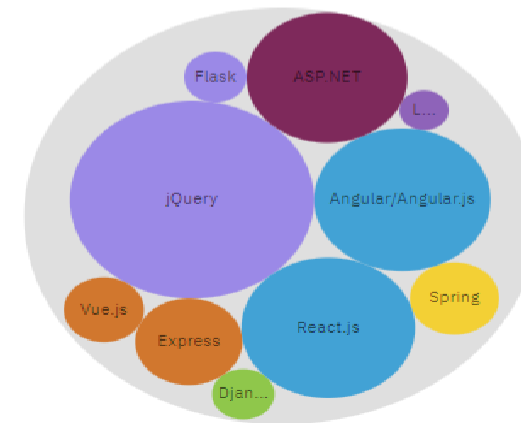 Flask
ASP.NET
L...
jQuery
Angular/Angular.js
Vue.js
Express
React.js
Spring
Djan...